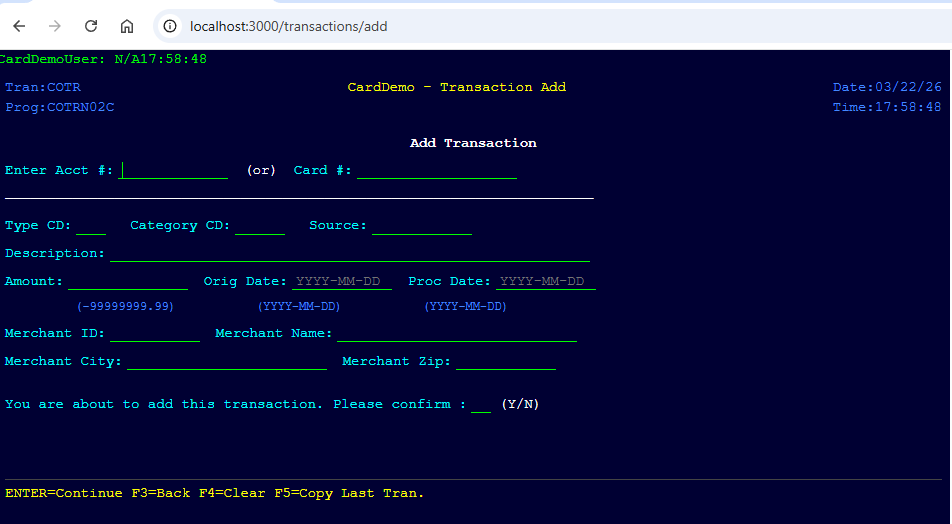 localhost:3000/transactions/add
CardDemoUser: N/A17:58:48
Tran:COTR CardDemo - Transaction Add Date:03/22/26
Prog:COTRN02C Time:17:58:48
Add Transaction
Enter Acct #: (or) Card #:
Type CD: Category CD: Source:
Description:
Amount: Orig Date: YYYY-MM-DD Proc Date: YYYY-MM-DD
(-99999999.99) (YYYY-MM-DD) (YYYY-MM-DD)
Merchant ID: Merchant Name:
Merchant City: Merchant Zip:
You are about to add this transaction. Please confirm : (Y/N)
ENTER=Continue F3=Back F4=Clear F5=Copy Last Tran.